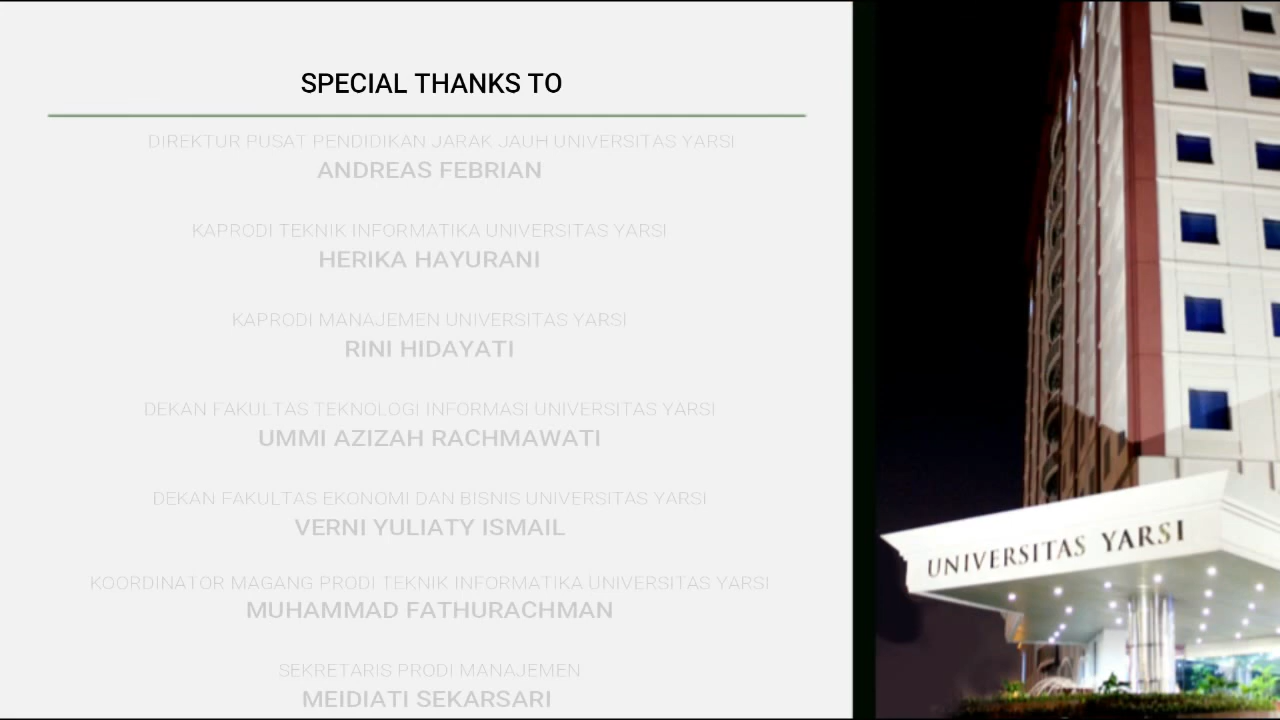 SPECIAL THANKS TO
DIREKTUR PUSAT PENDIDIKAN JARAK JAUH UNIVERSITAS YARSI
ANDREAS FEBRIAN
KAPRODI TEKNIK INFORMATIKA UNIVERSITAS YARSI
HERIKA HAYURANI
KAPRODI MANAJEMEN UNIVERSITAS YARSI
RINI HIDAYATI
DEKAN FAKULTAS TEKNOLOGI INFORMASI UNIVERSITAS YARSI
UMMI AZIZAH RACHMAWATI
DEKAN FAKULTAS EKONOMI DAN BISNIS UNIVERSITAS YARSI
VERNI YULIATY ISMAIL
KOORDINATOR MAGANG PRODI TEKNIK INFORMATIKA UNIVERSITAS YARSI
MUHAMMAD FATHURACHMAN
SEKRETARIS PRODI MANAJEMEN
MEIDIATI SEKARSARI
UNIVERSITAS YARSI